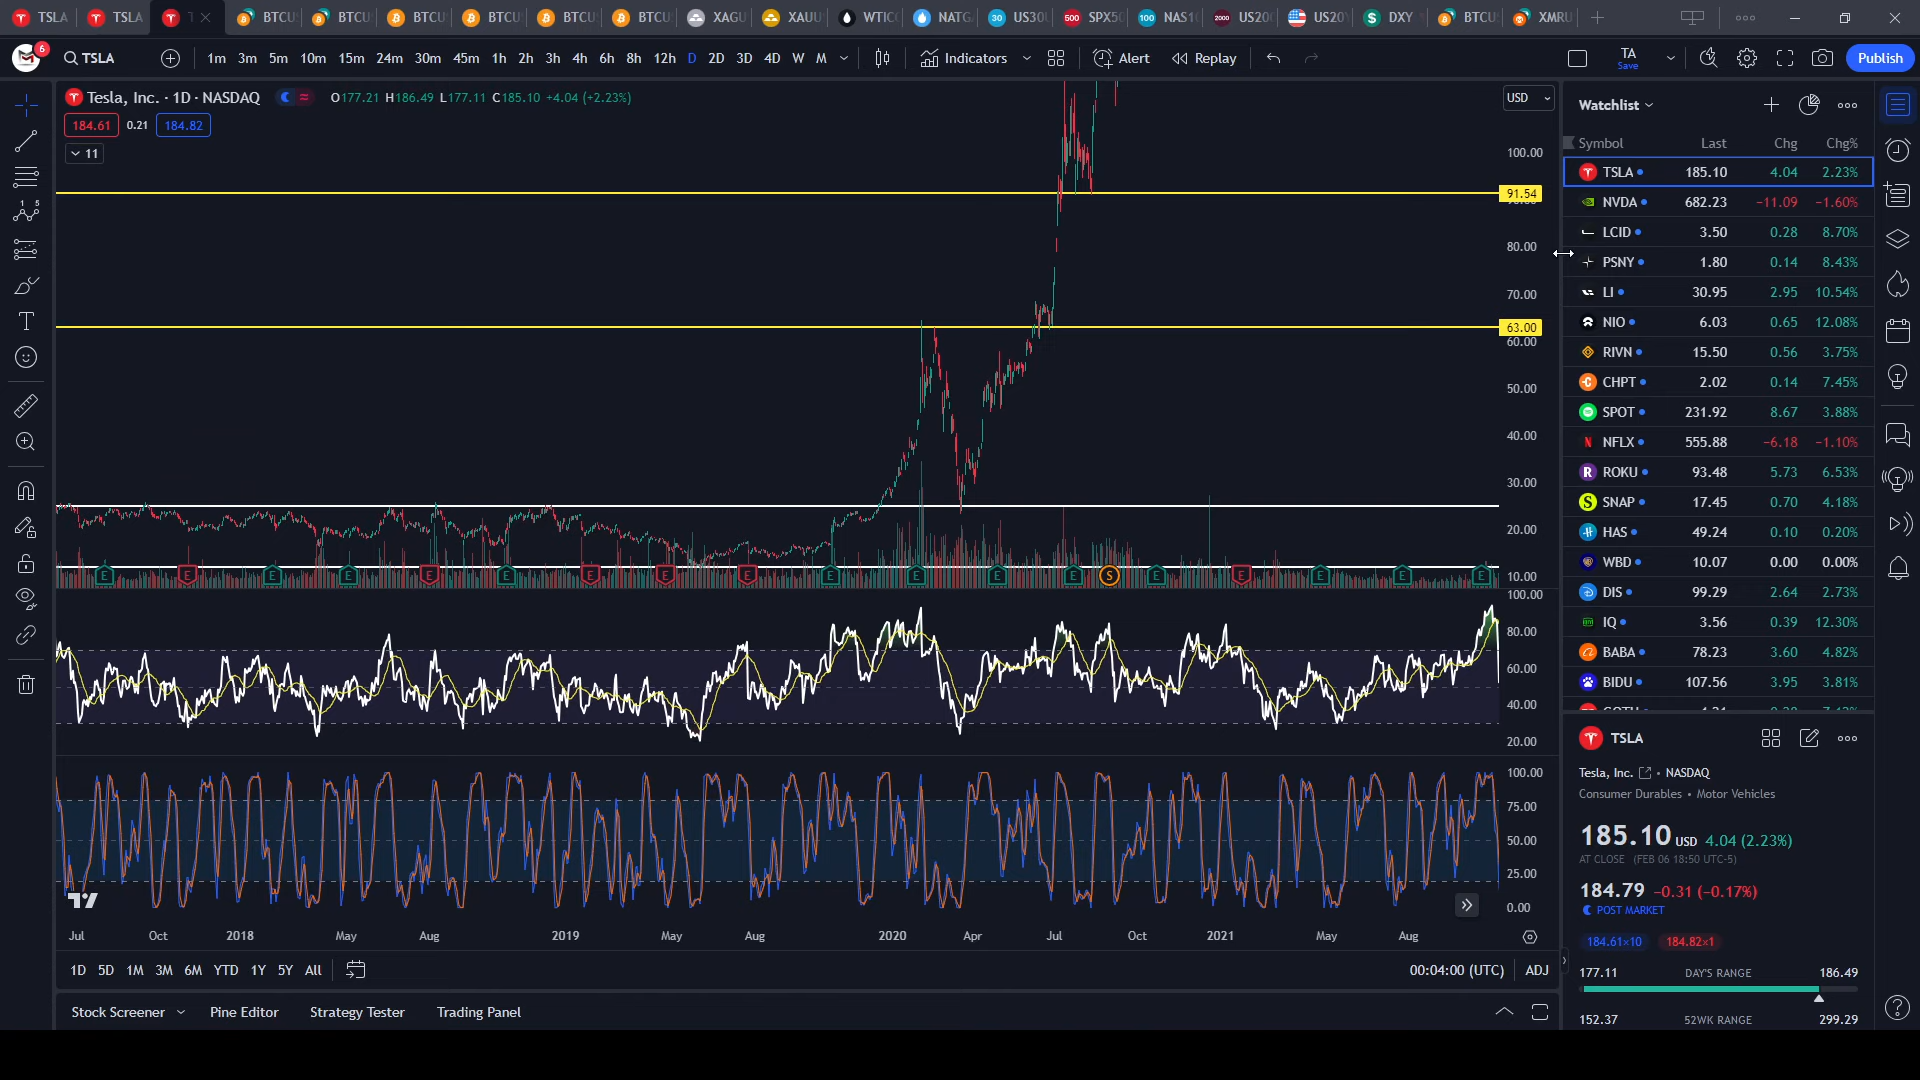 TSLA TSLA T BTCU BTCU BTCU BTCU BTCU BTCU XAGU XAUU WTIC NATG US30 SPX5 NAS1 US20 US20Y DXY BTCU XMRU
6 TSLA 1m 3m 5m 10m 15m 24m 30m 45m 1h 2h 3h 4h 6h 8h 12h D 2D 3D 4D W M Indicators Alert Replay TA Save Publish
Tesla, Inc. · 1D · NASDAQ O177.21 H186.49 L177.11 C185.10 +4.04 (+2.23%) USD
184.61 0.21 184.82
11
100.00
91.54
80.00
70.00
63.00
60.00
50.00
40.00
30.00
20.00
10.00
E E E E E E E E E E E E E S E E E E E
100.00
80.00
60.00
40.00
20.00
100.00
75.00
50.00
25.00
0.00
Jul Oct 2018 May Aug 2019 May Aug 2020 Apr Jul Oct 2021 May Aug
1D 5D 1M 3M 6M YTD 1Y 5Y All 00:04:00 (UTC) ADJ
Stock Screener Pine Editor Strategy Tester Trading Panel
Watchlist
Symbol Last Chg Chg%
TSLA 185.10 4.04 2.23%
NVDA 682.23 −11.09 −1.60%
LCID 3.50 0.28 8.70%
PSNY 1.80 0.14 8.43%
LI 30.95 2.95 10.54%
NIO 6.03 0.65 12.08%
RIVN 15.50 0.56 3.75%
CHPT 2.02 0.14 7.45%
SPOT 231.92 8.67 3.88%
NFLX 555.88 −6.18 −1.10%
ROKU 93.48 5.73 6.53%
SNAP 17.45 0.70 4.18%
HAS 49.24 0.10 0.20%
WBD 10.07 0.00 0.00%
DIS 99.29 2.64 2.73%
IQ 3.56 0.39 12.30%
BABA 78.23 3.60 4.82%
BIDU 107.56 3.95 3.81%
TSLA
Tesla, Inc. • NASDAQ
Consumer Durables • Motor Vehicles
185.10 USD 4.04 (2.23%)
AT CLOSE (FEB 06 18:50 UTC-5)
184.79 −0.31 (−0.17%)
POST MARKET
184.61×10 184.82×1
177.11 DAY'S RANGE 186.49
152.37 52WK RANGE 299.29